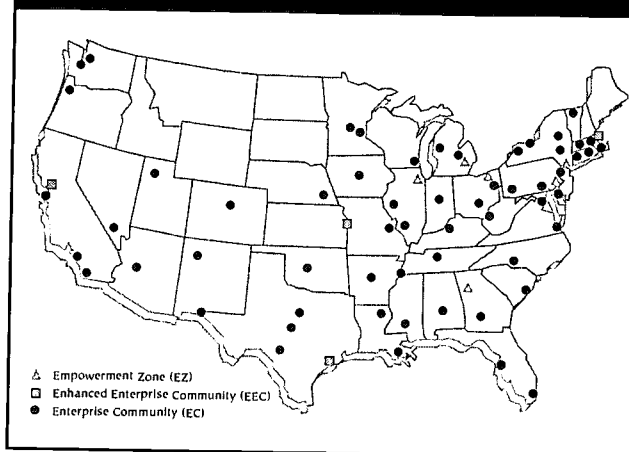 Empowerment Zone (EZ)
Enhanced Enterprise Community (EEC)
Enterprise Community (EC)